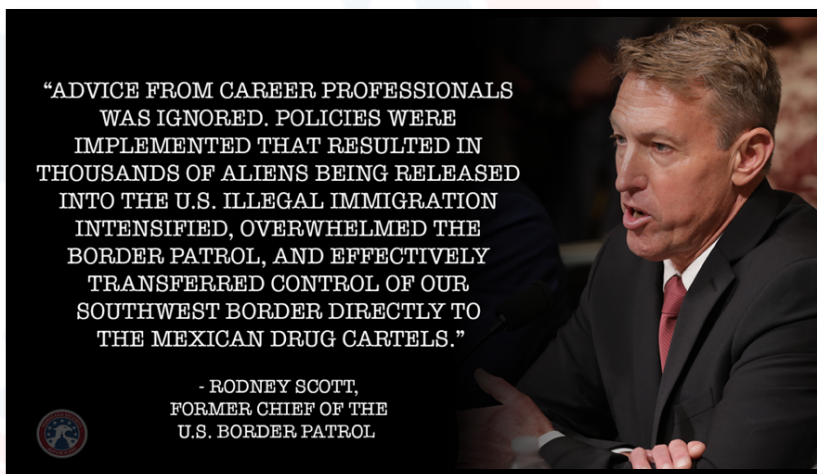 “ADVICE FROM CAREER PROFESSIONALS
WAS IGNORED. POLICIES WERE
IMPLEMENTED THAT RESULTED IN
THOUSANDS OF ALIENS BEING RELEASED
INTO THE U.S. ILLEGAL IMMIGRATION
INTENSIFIED, OVERWHELMED THE
BORDER PATROL, AND EFFECTIVELY
TRANSFERRED CONTROL OF OUR
SOUTHWEST BORDER DIRECTLY TO
THE MEXICAN DRUG CARTELS.”
- RODNEY SCOTT,
FORMER CHIEF OF THE
U.S. BORDER PATROL